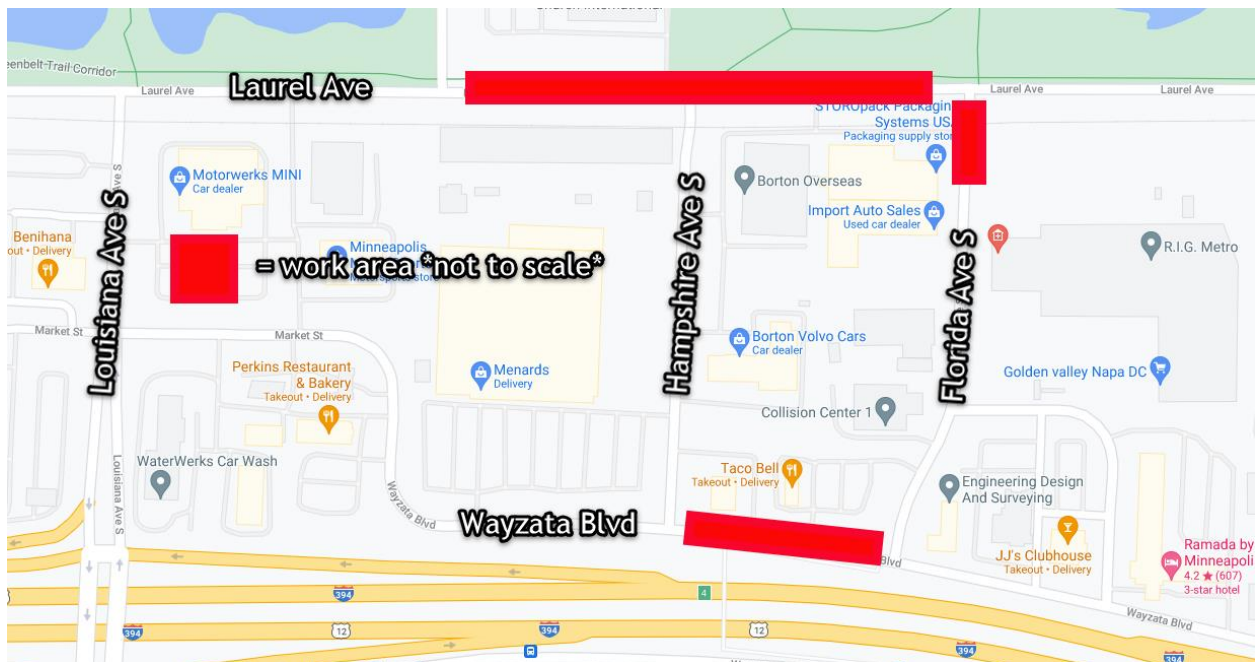 Church International
eenbelt Trail Corridor
Laurel Ave
Laurel Ave
Laurel Ave
Laurel Ave
STOROpack Packaging
Systems USA
Packaging supply store
Motorwerks MINI
Car dealer
Louisiana Ave S
Hampshire Ave S
Florida Ave S
Borton Overseas
Import Auto Sales
Used car dealer
R.I.G. Metro
Benihana
out • Delivery
Minneapolis
= work area *not to scale*
Market St
Market St
Borton Volvo Cars
Car dealer
Golden valley Napa DC
Menards
Delivery
Perkins Restaurant
& Bakery
Takeout • Delivery
Collision Center 1
WaterWerks Car Wash
Louisiana Ave S
Taco Bell
Takeout • Delivery
Engineering Design
And Surveying
Wayzata Blvd
Wayzata Blvd
Blvd
JJ's Clubhouse
Takeout • Delivery
Ramada by
Minneapoli
4.2 ★ (607)
3-star hotel
Wayzata Blvd
4
394
394
12
394
12
394
394